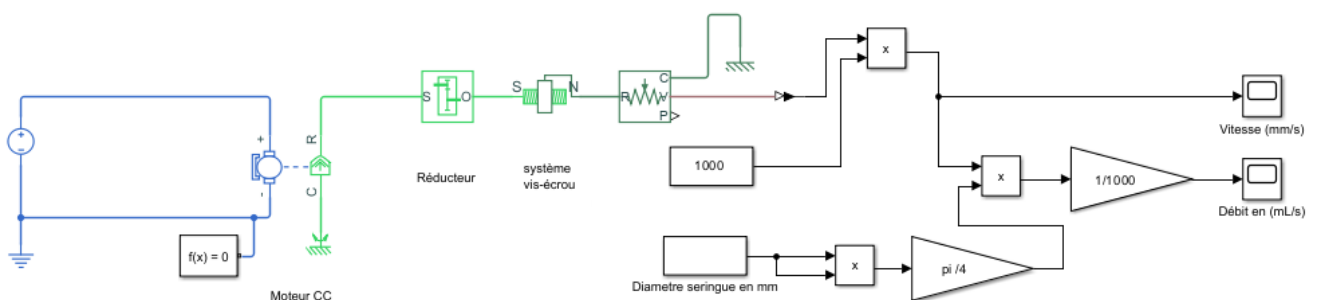 C
S
N
x
R
V
S
O
P
+
R
Vitesse (mm/s)
1000
Réducteur
système
vis-écrou
x
1/1000
-
C
Débit en (mL/s)
f(x) = 0
x
pi /4
Diametre seringue en mm
Moteur CC